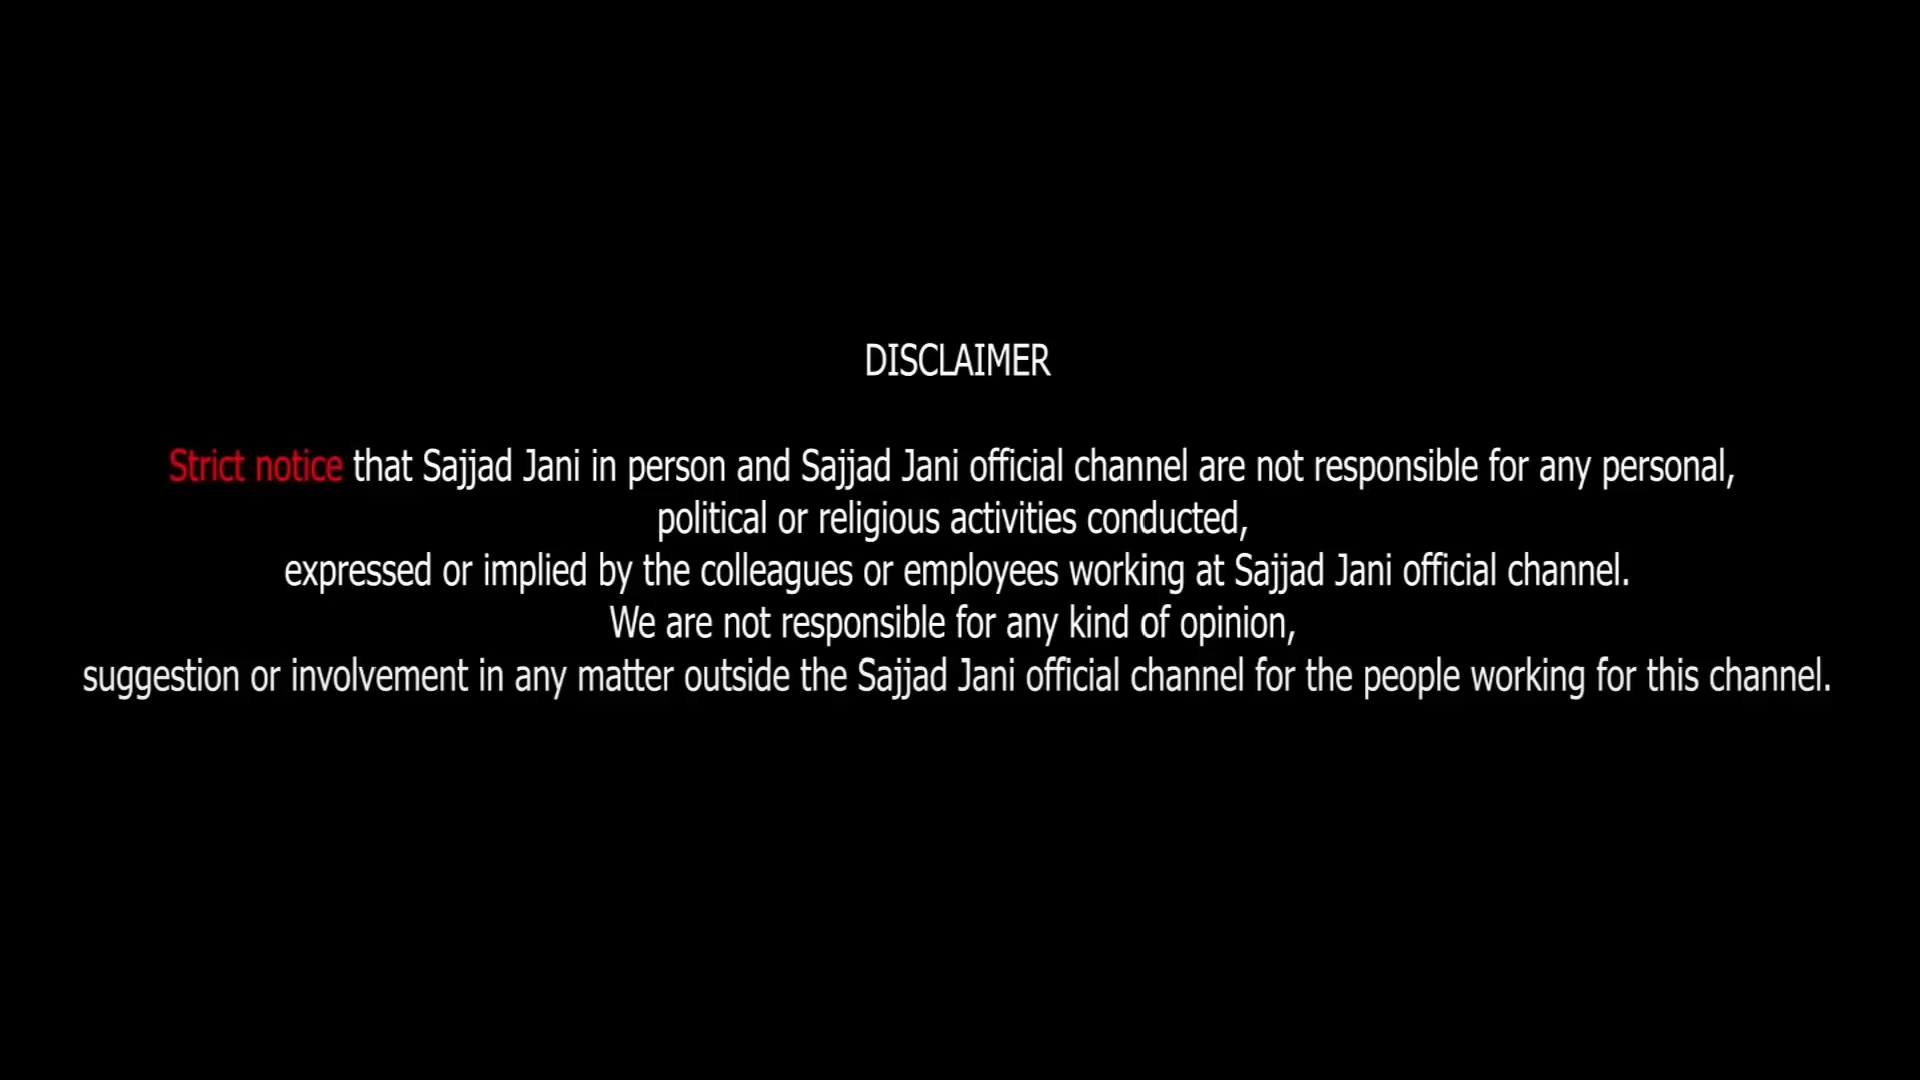 DISCLAIMER
Strict notice that Sajjad Jani in person and Sajjad Jani official channel are not responsible for any personal,
political or religious activities conducted,
expressed or implied by the colleagues or employees working at Sajjad Jani official channel.
We are not responsible for any kind of opinion,
suggestion or involvement in any matter outside the Sajjad Jani official channel for the people working for this channel.